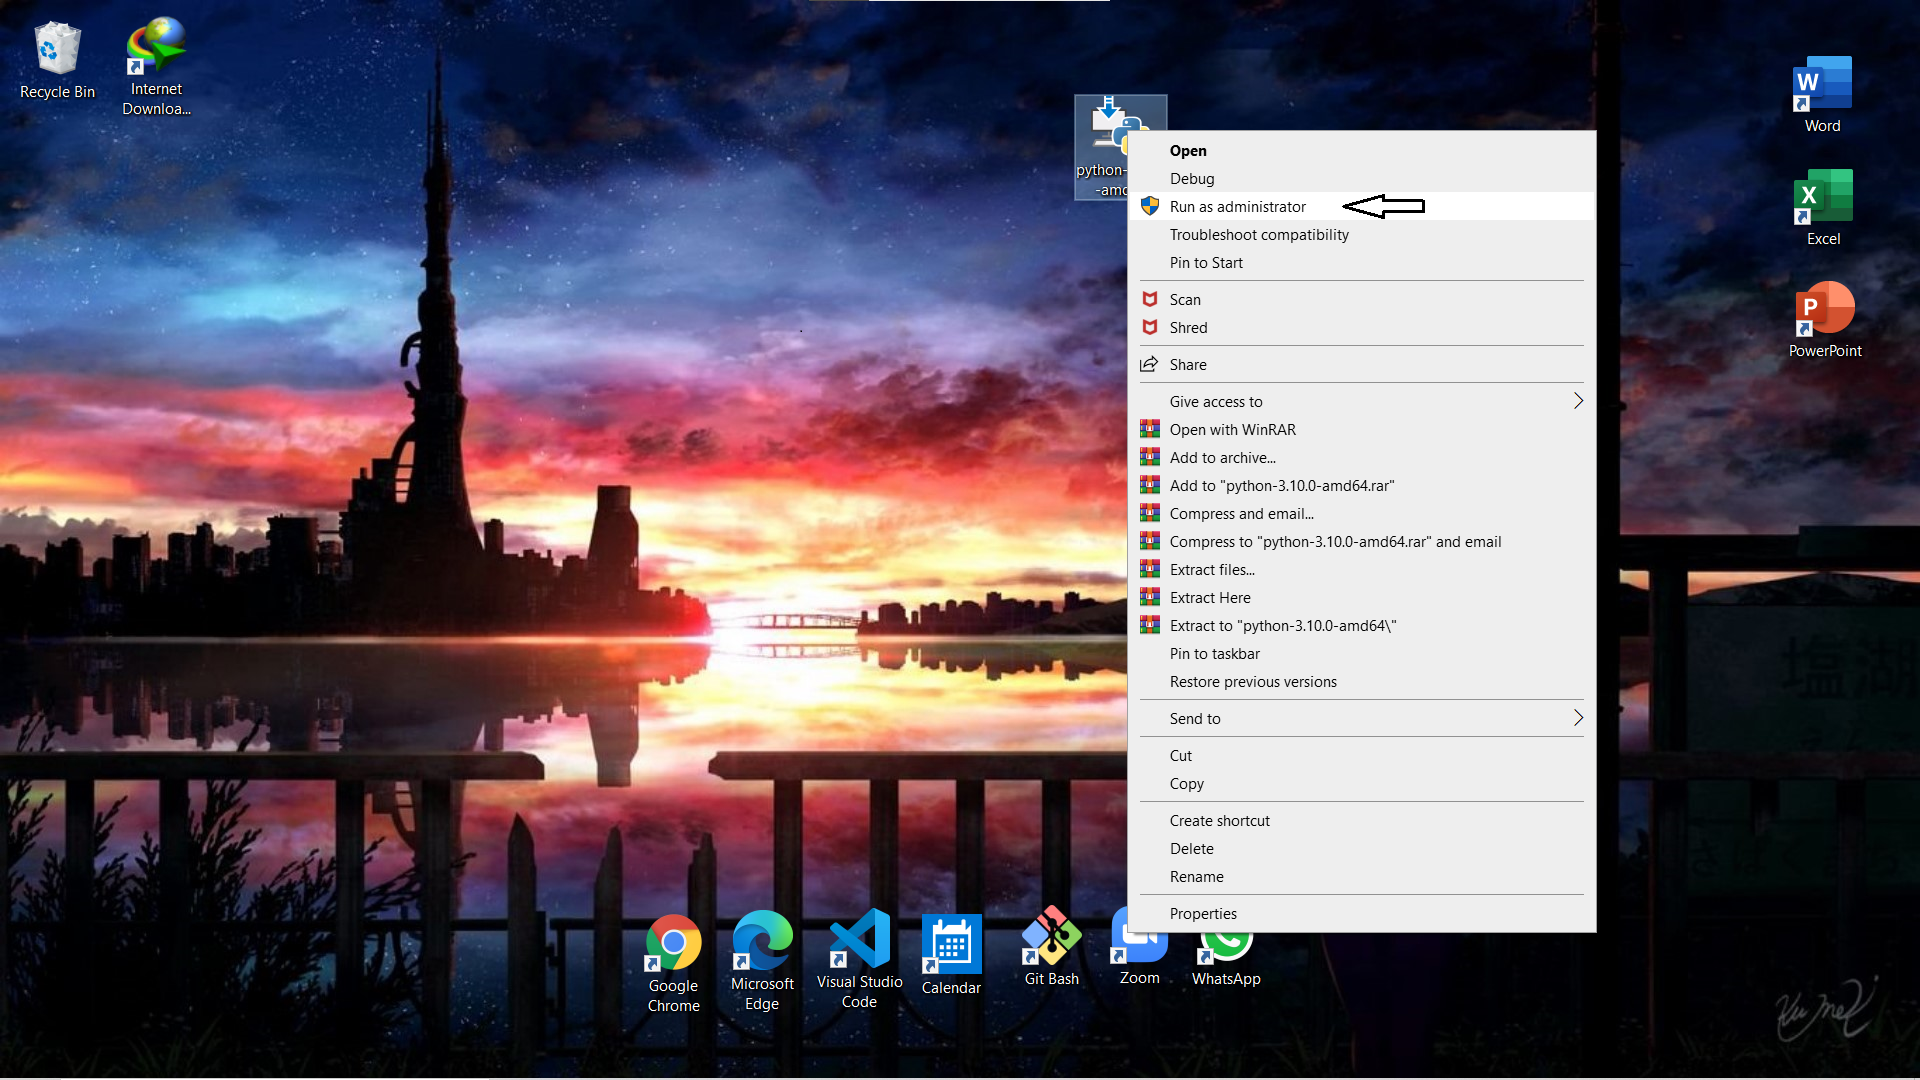 Recycle Bin
Internet
Downloa...
python-
-amd
Open
Debug
Run as administrator
Troubleshoot compatibility
Pin to Start
Scan
Shred
Share
Give access to
Open with WinRAR
Add to archive...
Add to "python-3.10.0-amd64.rar"
Compress and email...
Compress to "python-3.10.0-amd64.rar" and email
Extract files...
Extract Here
Extract to "python-3.10.0-amd64\"
Pin to taskbar
Restore previous versions
Send to
Cut
Copy
Create shortcut
Delete
Rename
Properties
W
Word
X
Excel
P
PowerPoint
塩湖
Google
Chrome
Microsoft
Edge
Visual Studio
Code
Calendar
Git Bash
Zoom
WhatsApp